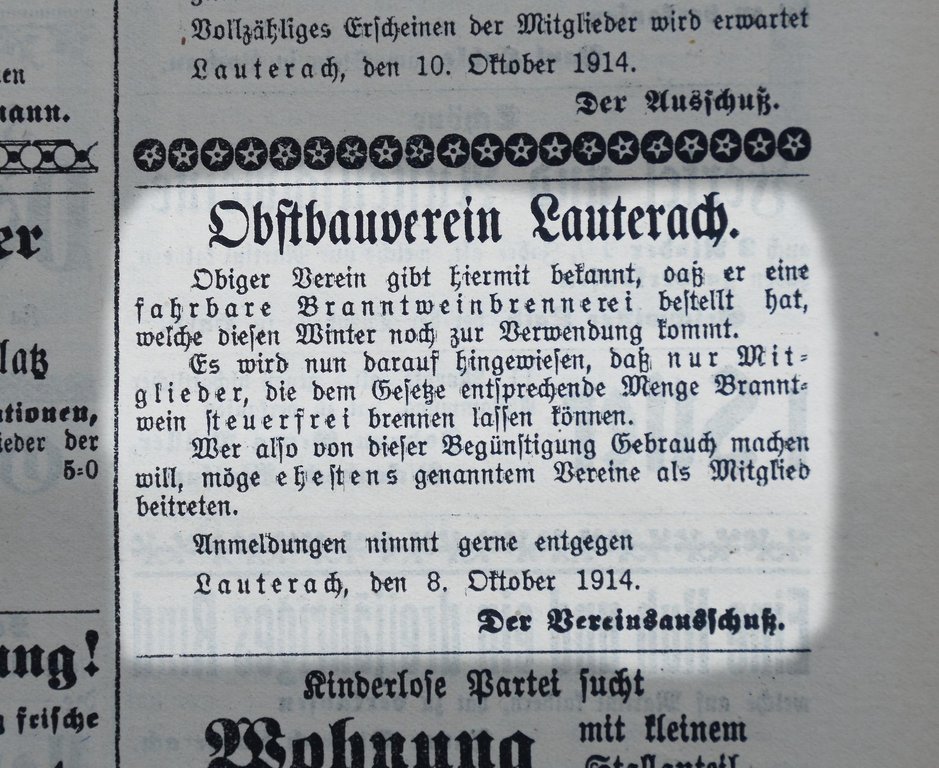 Vollzähliges Erscheinen der Mitglieder wird erwartet
Lauterach, den 10. Oktober 1914.
Der Ausschuß.
en
mann.
er
latz
ationen,
ieder der
5:0
ung!
frische
Obstbauverein Lauterach.
Obiger Verein gibt hiermit bekannt, daß er eine
fahrbare Branntweinbrennerei bestellt hat,
welche diesen Winter noch zur Verwendung kommt.
Es wird nun darauf hingewiesen, daß nur Mit-
glieder, die dem Gesetze entsprechende Menge Brannt-
wein steuerfrei brennen lassen können.
Wer also von dieser Begünstigung Gebrauch machen
will, möge ehestens genanntem Vereine als Mitglied
beitreten.
Anmeldungen nimmt gerne entgegen
Lauterach, den 8. Oktober 1914.
Der Vereinsausschuß.
Kinderlose Partei sucht
Wohnung mit kleinem
Stallanteil